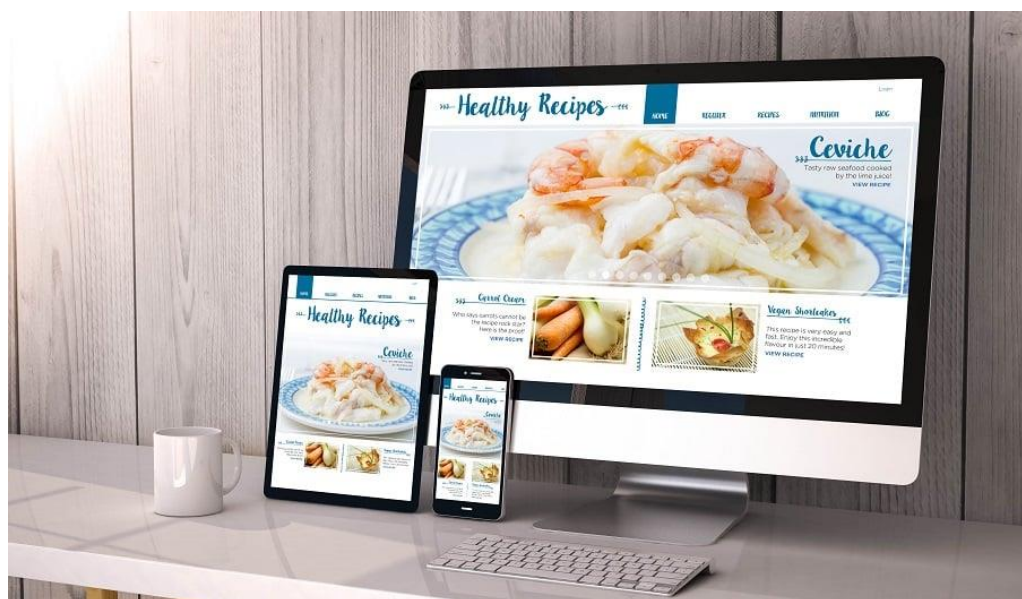 Login
Healthy Recipes
HOME REGISTER RECIPES NUTRITION BLOG
Ceviche
Tasty raw seafood cooked
by the lime juice!
VIEW RECIPE
Carrot Cream
Who says carrots cannot be
the recipe rock star?
Here is the proof!
VIEW RECIPE
Vegan Shortcakes
This recipe is very easy and
fast. Enjoy this incredible
flavour in just 20 minutes!
VIEW RECIPE
Healthy Recipes
Ceviche
Healthy Recipes
Ceviche